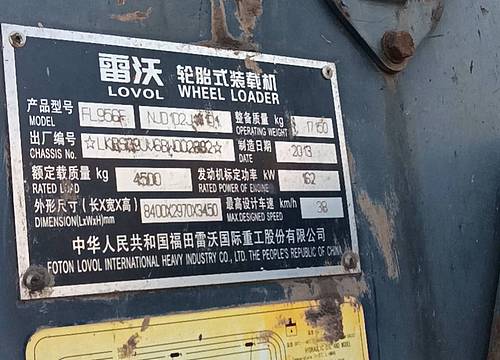 雷沃 轮胎式装载机
LOVOL WHEEL LOADER
产品型号 FL956F 整备质量 kg
MODEL OPERATING WEIGHT
出厂编号 制造日期 2013
CHASSIS No. DATE
额定载质量 kg 4500 发动机标定功率 kW 162
RATED LOAD RATED POWER OF ENGINE
外形尺寸(长X宽X高) 8400X2970X3450 最高设计车速 km/h 38
DIMENSION(LxWxH)mm MAX.DESIGNED SPEED
中华人民共和国福田雷沃国际重工股份有限公司
FOTON LOVOL INTERNATIONAL HEAVY INDUSTRY CO., LTD. THE PEOPLE'S REPUBLIC OF CHINA